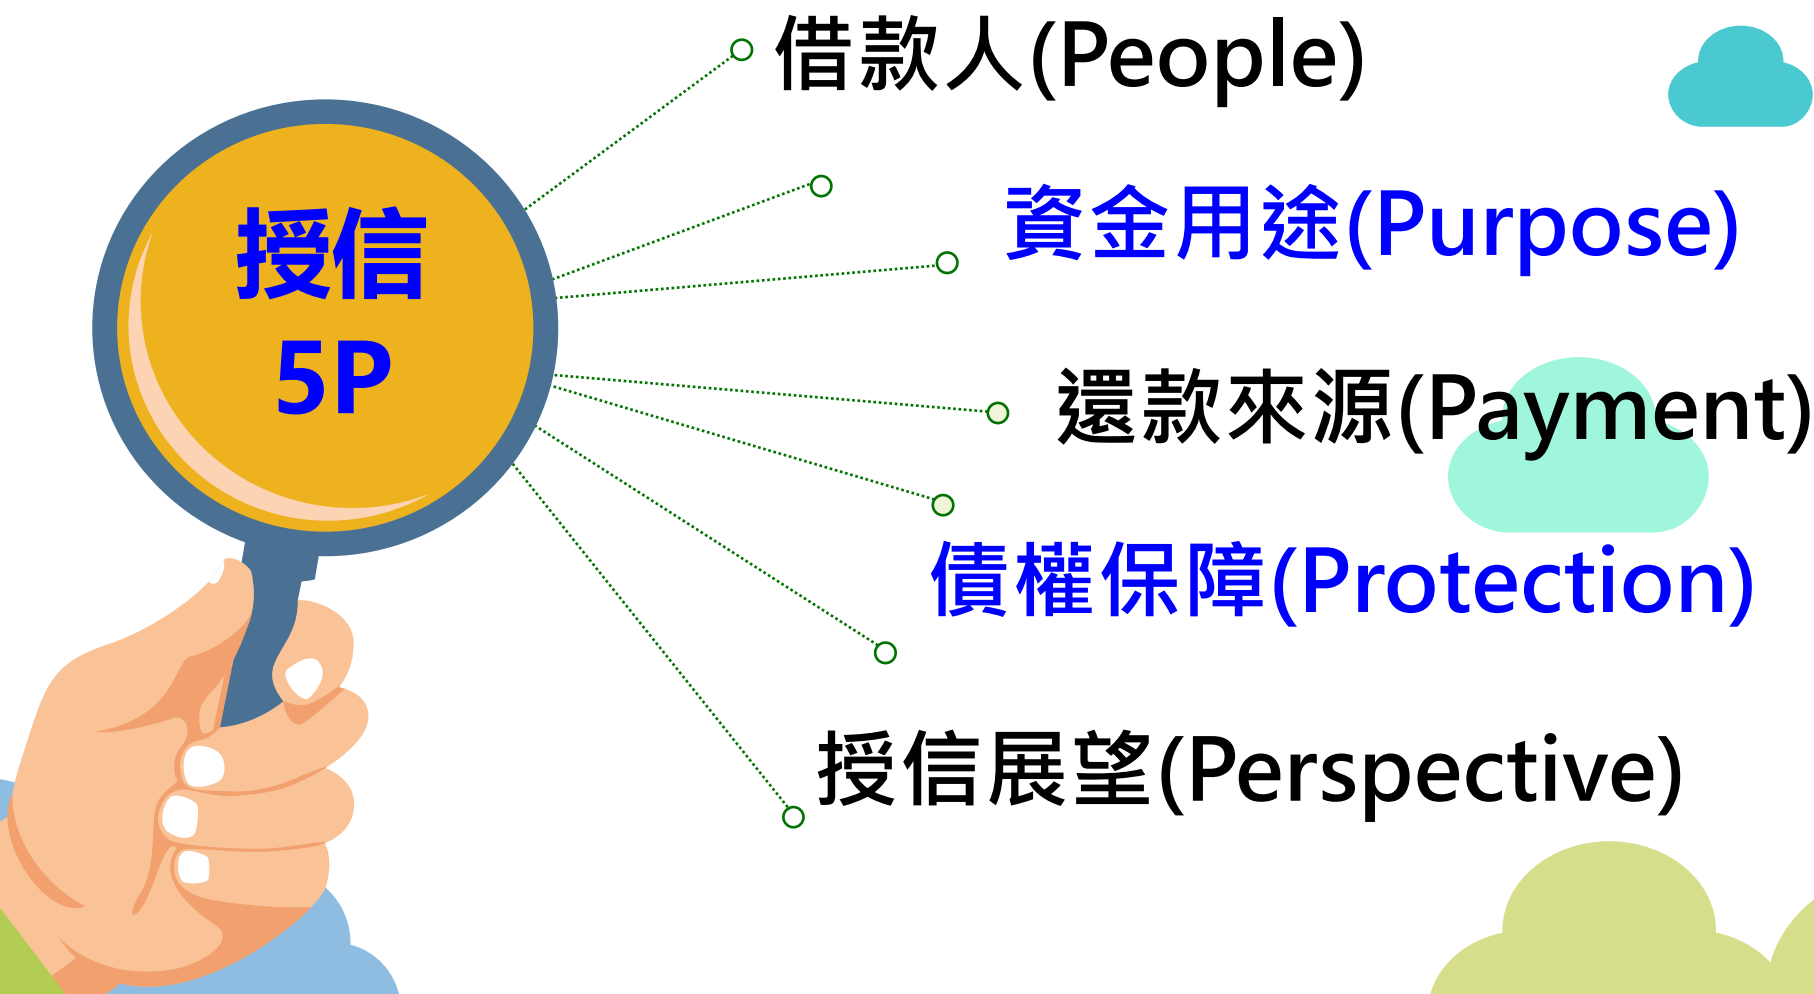 授信
5P
借款人(People)
資金用途(Purpose)
還款來源(Payment)
債權保障(Protection)
授信展望(Perspective)